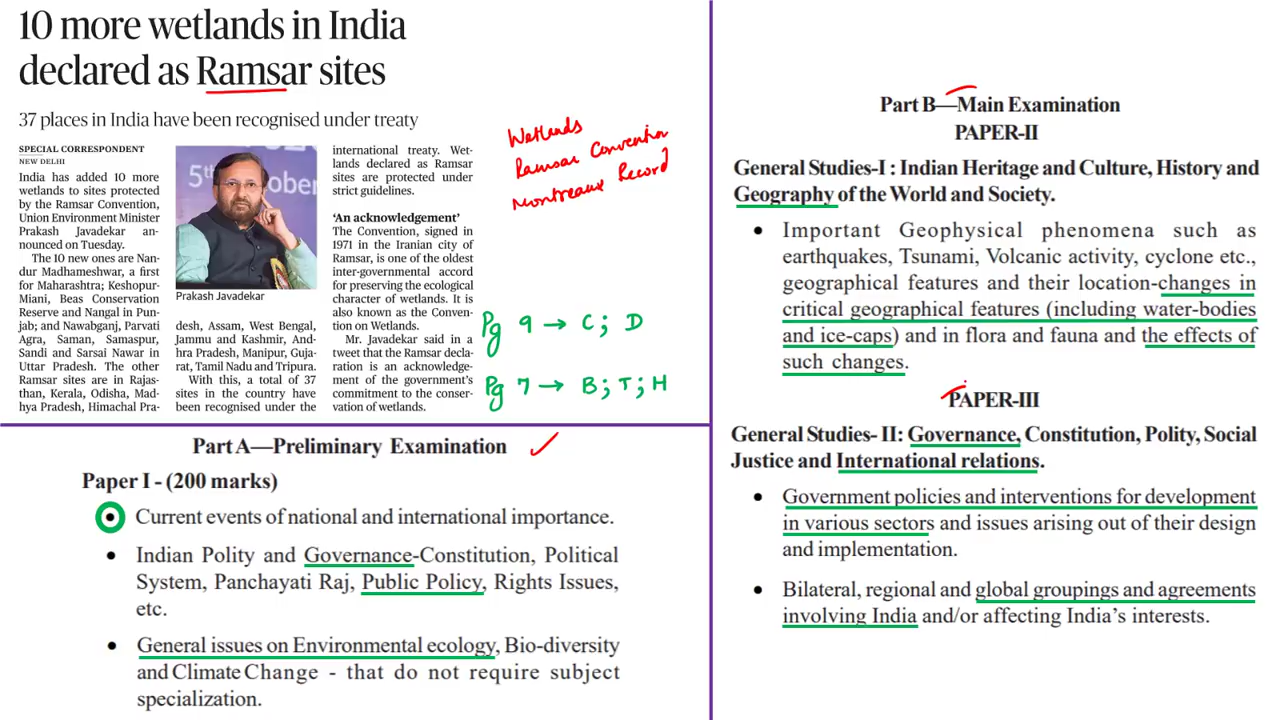 10 more wetlands in India
declared as Ramsar sites
37 places in India have been recognised under treaty
SPECIAL CORRESPONDENT
NEW DELHI
India has added 10 more
wetlands to sites protected
by the Ramsar Convention,
Union Environment Minister
Prakash Javadekar an-
nounced on Tuesday.
The 10 new ones are Nan-
dur Madhameshwar, a first
for Maharashtra; Keshopur-
Miani, Beas Conservation
Reserve and Nangal in Pun-
jab; and Nawabganj, Parvati
Agra, Saman, Samaspur,
Sandi and Sarsai Nawar in
Uttar Pradesh. The other
Ramsar sites are in Rajas-
than, Kerala, Odisha, Mad-
hya Pradesh, Himachal Pra-
5
ober
Prakash Javadekar
desh, Assam, West Bengal,
Jammu and Kashmir, And-
hra Pradesh, Manipur, Guja-
rat, Tamil Nadu and Tripura.
With this, a total of 37
sites in the country have
been recognised under the
international treaty. Wet-
lands declared as Ramsar
sites are protected under
strict guidelines.
‘An acknowledgement’
The Convention, signed in
1971 in the Iranian city of
Ramsar, is one of the oldest
inter-governmental accord
for preserving the ecological
character of wetlands. It is
also known as the Conven-
tion on Wetlands.
Mr. Javadekar said in a
tweet that the Ramsar decla-
ration is an acknowledge-
ment of the government’s
commitment to the conser-
vation of wetlands.
Wetlands
Ramsar Convention
Montreaux Record
Pg 9 → C; D
Pg 7 → B; T; H
Part A—Preliminary Examination
Paper I - (200 marks)
• Current events of national and international importance.
• Indian Polity and Governance-Constitution, Political
System, Panchayati Raj, Public Policy, Rights Issues,
etc.
• General issues on Environmental ecology, Bio-diversity
and Climate Change - that do not require subject
specialization.
Part B—Main Examination
PAPER-II
General Studies-I : Indian Heritage and Culture, History and
Geography of the World and Society.
• Important Geophysical phenomena such as
earthquakes, Tsunami, Volcanic activity, cyclone etc.,
geographical features and their location-changes in
critical geographical features (including water-bodies
and ice-caps) and in flora and fauna and the effects of
such changes.
PAPER-III
General Studies- II: Governance, Constitution, Polity, Social
Justice and International relations.
• Government policies and interventions for development
in various sectors and issues arising out of their design
and implementation.
• Bilateral, regional and global groupings and agreements
involving India and/or affecting India’s interests.